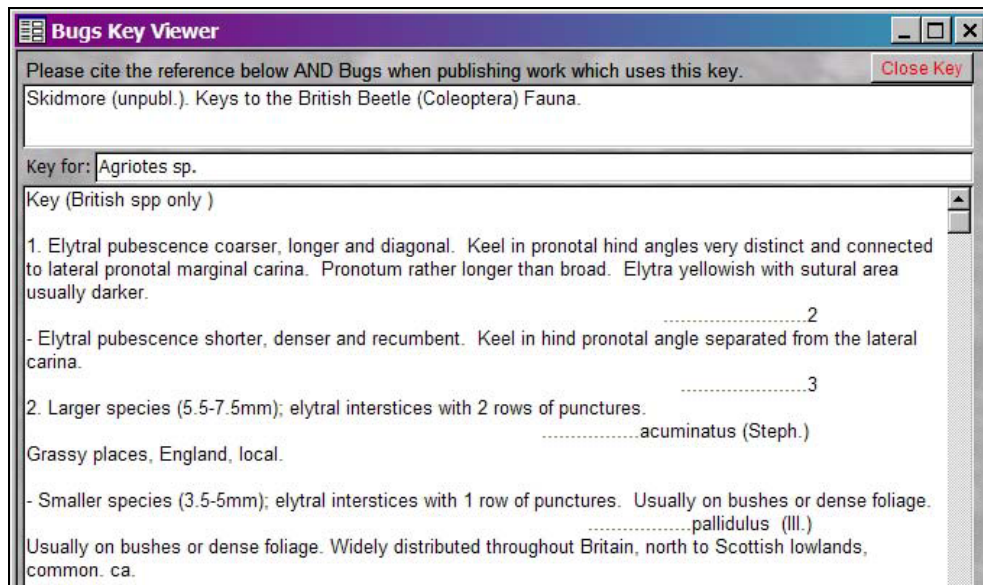 Bugs Key Viewer
Please cite the reference below AND Bugs when publishing work which uses this key.
Close Key
Skidmore (unpubl.). Keys to the British Beetle (Coleoptera) Fauna.
Key for: Agriotes sp.
Key (British spp only )
1. Elytral pubescence coarser, longer and diagonal.  Keel in pronotal hind angles very distinct and connected
to lateral pronotal marginal carina.  Pronotum rather longer than broad.  Elytra yellowish with sutural area
usually darker.
.......................2
- Elytral pubescence shorter, denser and recumbent.  Keel in hind pronotal angle separated from the lateral
carina.
....................3
2. Larger species (5.5-7.5mm); elytral interstices with 2 rows of punctures.
................acuminatus (Steph.)
Grassy places, England, local.
- Smaller species (3.5-5mm); elytral interstices with 1 row of punctures.  Usually on bushes or dense foliage.
.................pallidulus  (Ill.)
Usually on bushes or dense foliage. Widely distributed throughout Britain, north to Scottish lowlands,
common. ca.